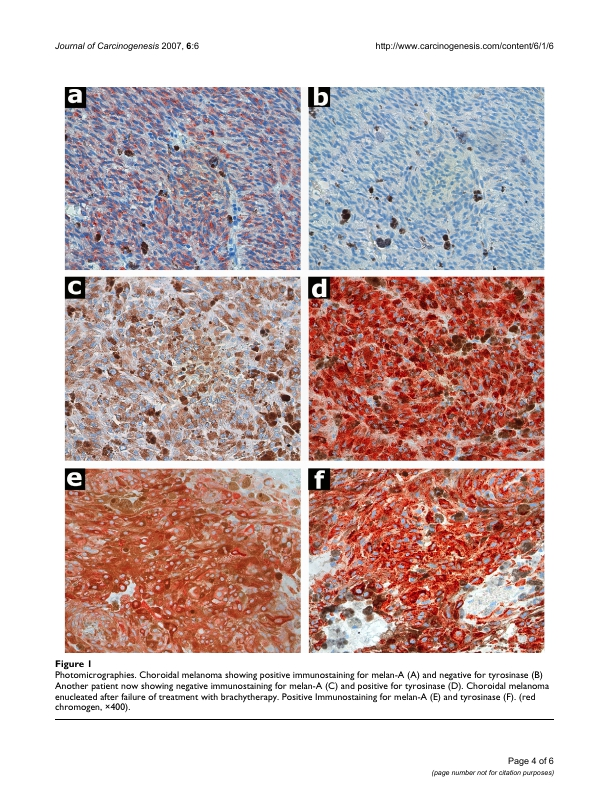 Journal of Carcinogenesis 2007, 6:6 http://www.carcinogenesis.com/content/6/1/6
a b
c d
e f
Figure 1
Photomicrographies. Choroidal melanoma showing positive immunostaining for melan-A (A) and negative for tyrosinase (B)
Another patient now showing negative immunostaining for melan-A (C) and positive for tyrosinase (D). Choroidal melanoma
enucleated after failure of treatment with brachytherapy. Positive Immunostaining for melan-A (E) and tyrosinase (F). (red
chromogen, ×400).
Page 4 of 6
(page number not for citation purposes)